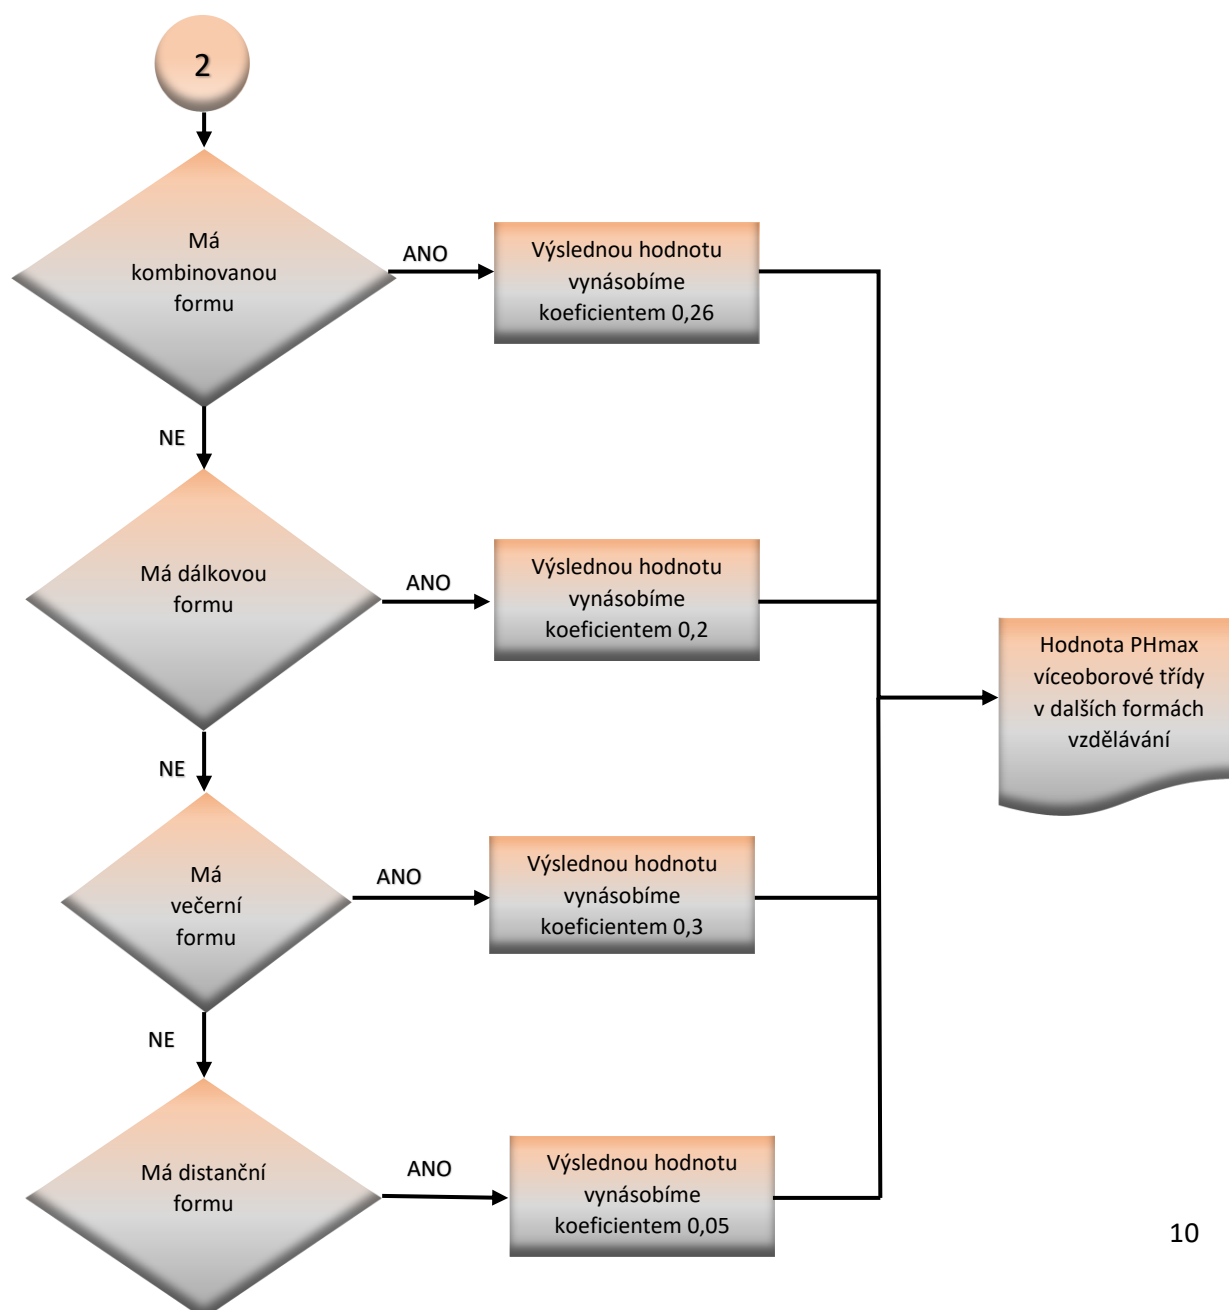 2
Má
kombinovanou
formu
ANO
Výslednou hodnotu
vynásobíme
koeficientem 0,26
NE
Má dálkovou
formu
ANO
Výslednou hodnotu
vynásobíme
koeficientem 0,2
Hodnota PHmax
víceoborové třídy
v dalších formách
vzdělávání
NE
Má
večerní
formu
ANO
Výslednou hodnotu
vynásobíme
koeficientem 0,3
NE
Má distanční
formu
ANO
Výslednou hodnotu
vynásobíme
koeficientem 0,05
10